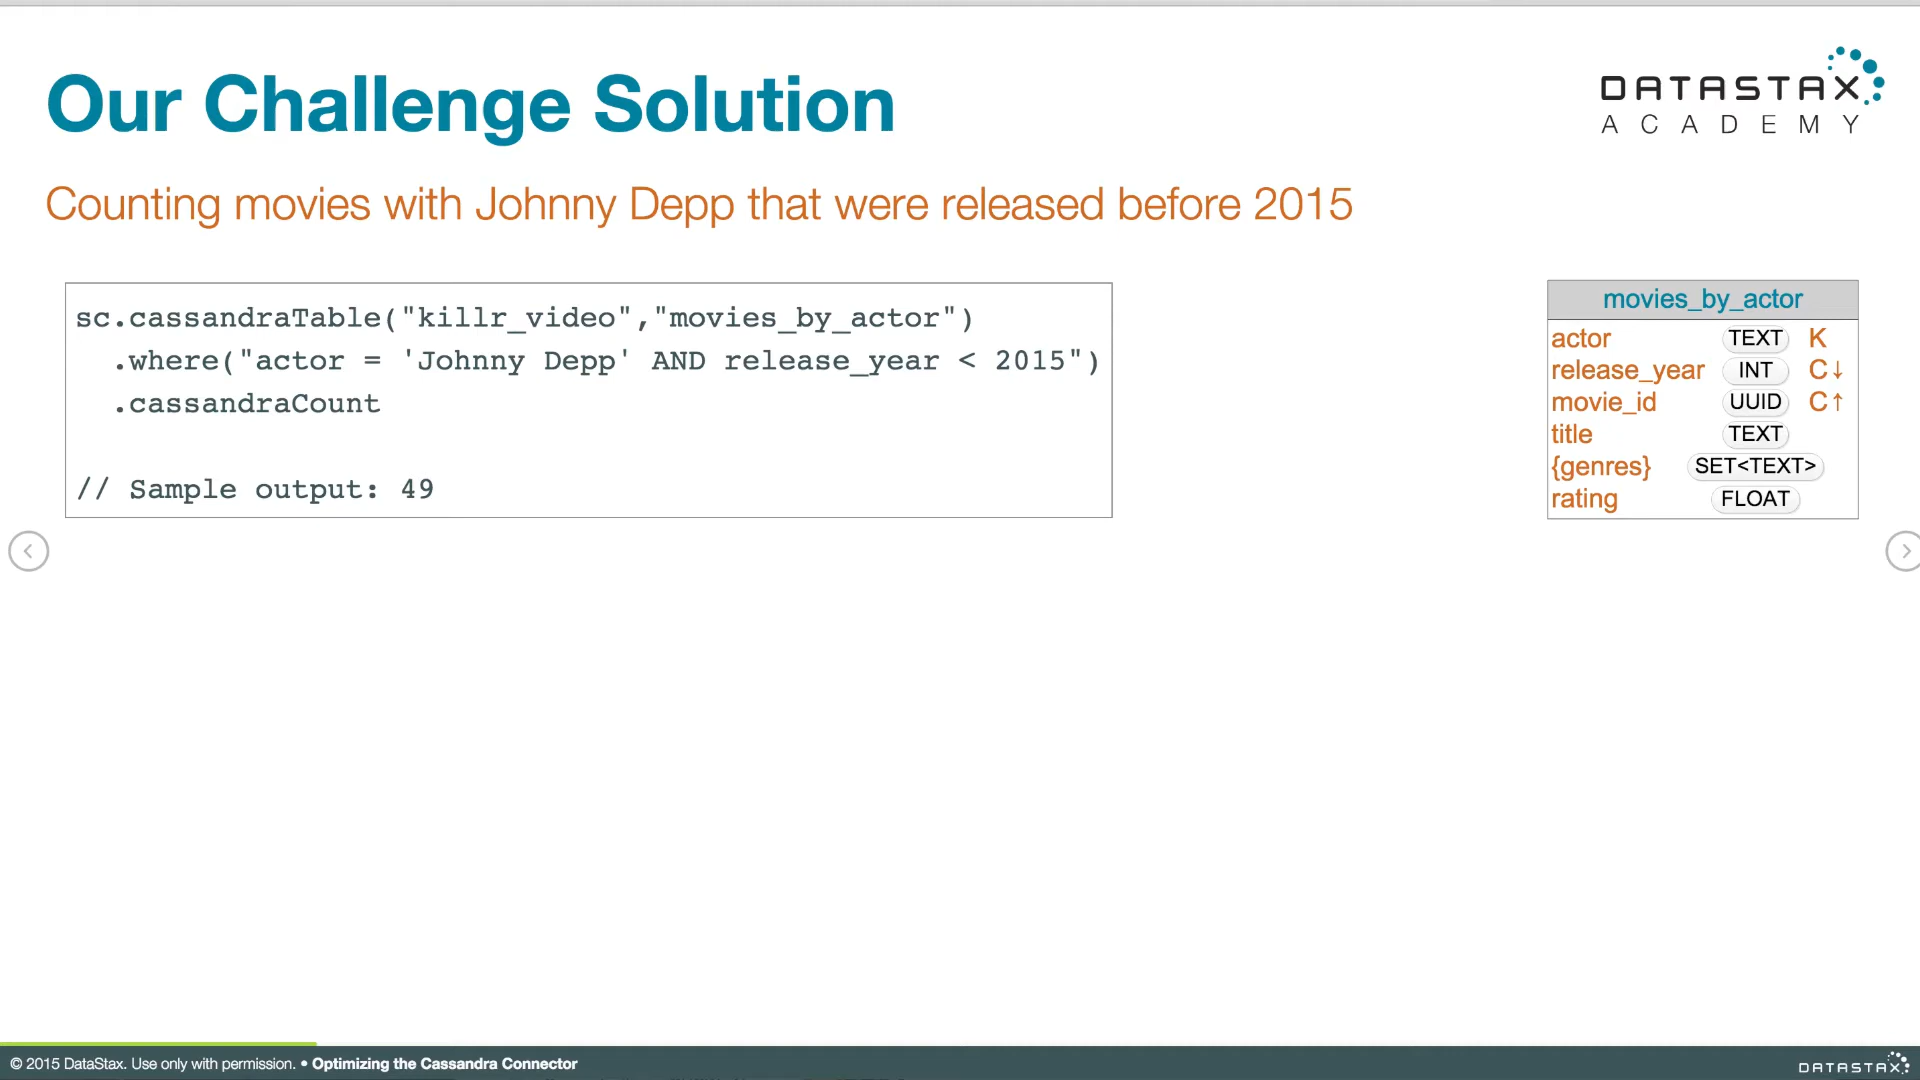 Our Challenge Solution
DATASTAX
ACADEMY
Counting movies with Johnny Depp that were released before 2015
sc.cassandraTable("killr_video","movies_by_actor")
.where("actor = 'Johnny Depp' AND release_year < 2015")
.cassandraCount
// Sample output: 49
movies_by_actor
actor TEXT K
release_year INT C↓
movie_id UUID C↑
title TEXT
{genres} SET<TEXT>
rating FLOAT
© 2015 DataStax. Use only with permission. • Optimizing the Cassandra Connector
DATASTAX